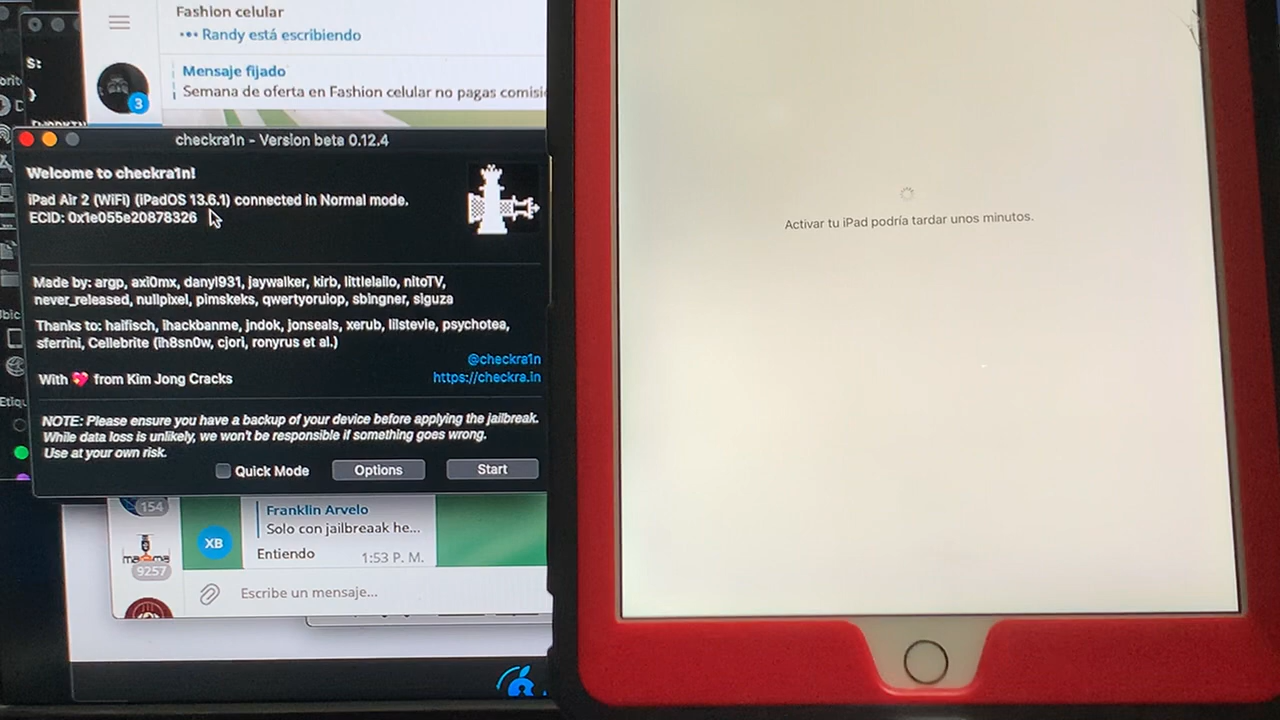 Fashion celular
••• Randy está escribiendo
Mensaje fijado
3
Semana de oferta en Fashion celular no pagas comisi
S:
}
checkra1n - Version beta 0.12.4
Welcome to checkra1n!
iPad Air 2 (WiFi) (iPadOS 13.6.1) connected in Normal mode.
ECID: 0x1e055e20878326
Made by: argp, axi0mx, danyl931, jaywalker, kirb, littlelailo, nitoTV,
never_released, nullpixel, pimskeks, qwertyoruiop, sbingner, siguza
Thanks to: haifisch, ihackbanme, jndok, jonseals, xerub, lilstevie, psychotea,
sferrini, Cellebrite (ih8sn0w, cjori, ronyrus et al.)
@checkra1n
With 💖 from Kim Jong Cracks
https://checkra.in
NOTE: Please ensure you have a backup of your device before applying the jailbreak.
While data loss is unlikely, we won't be responsible if something goes wrong.
Use at your own risk.
Quick Mode
Options
Start
154
Franklin Arvelo
Solo con jailbreaak he...
XB
Entiendo
1:53 P. M.
9257
Escribe un mensaje...
Activar tu iPad podría tardar unos minutos.